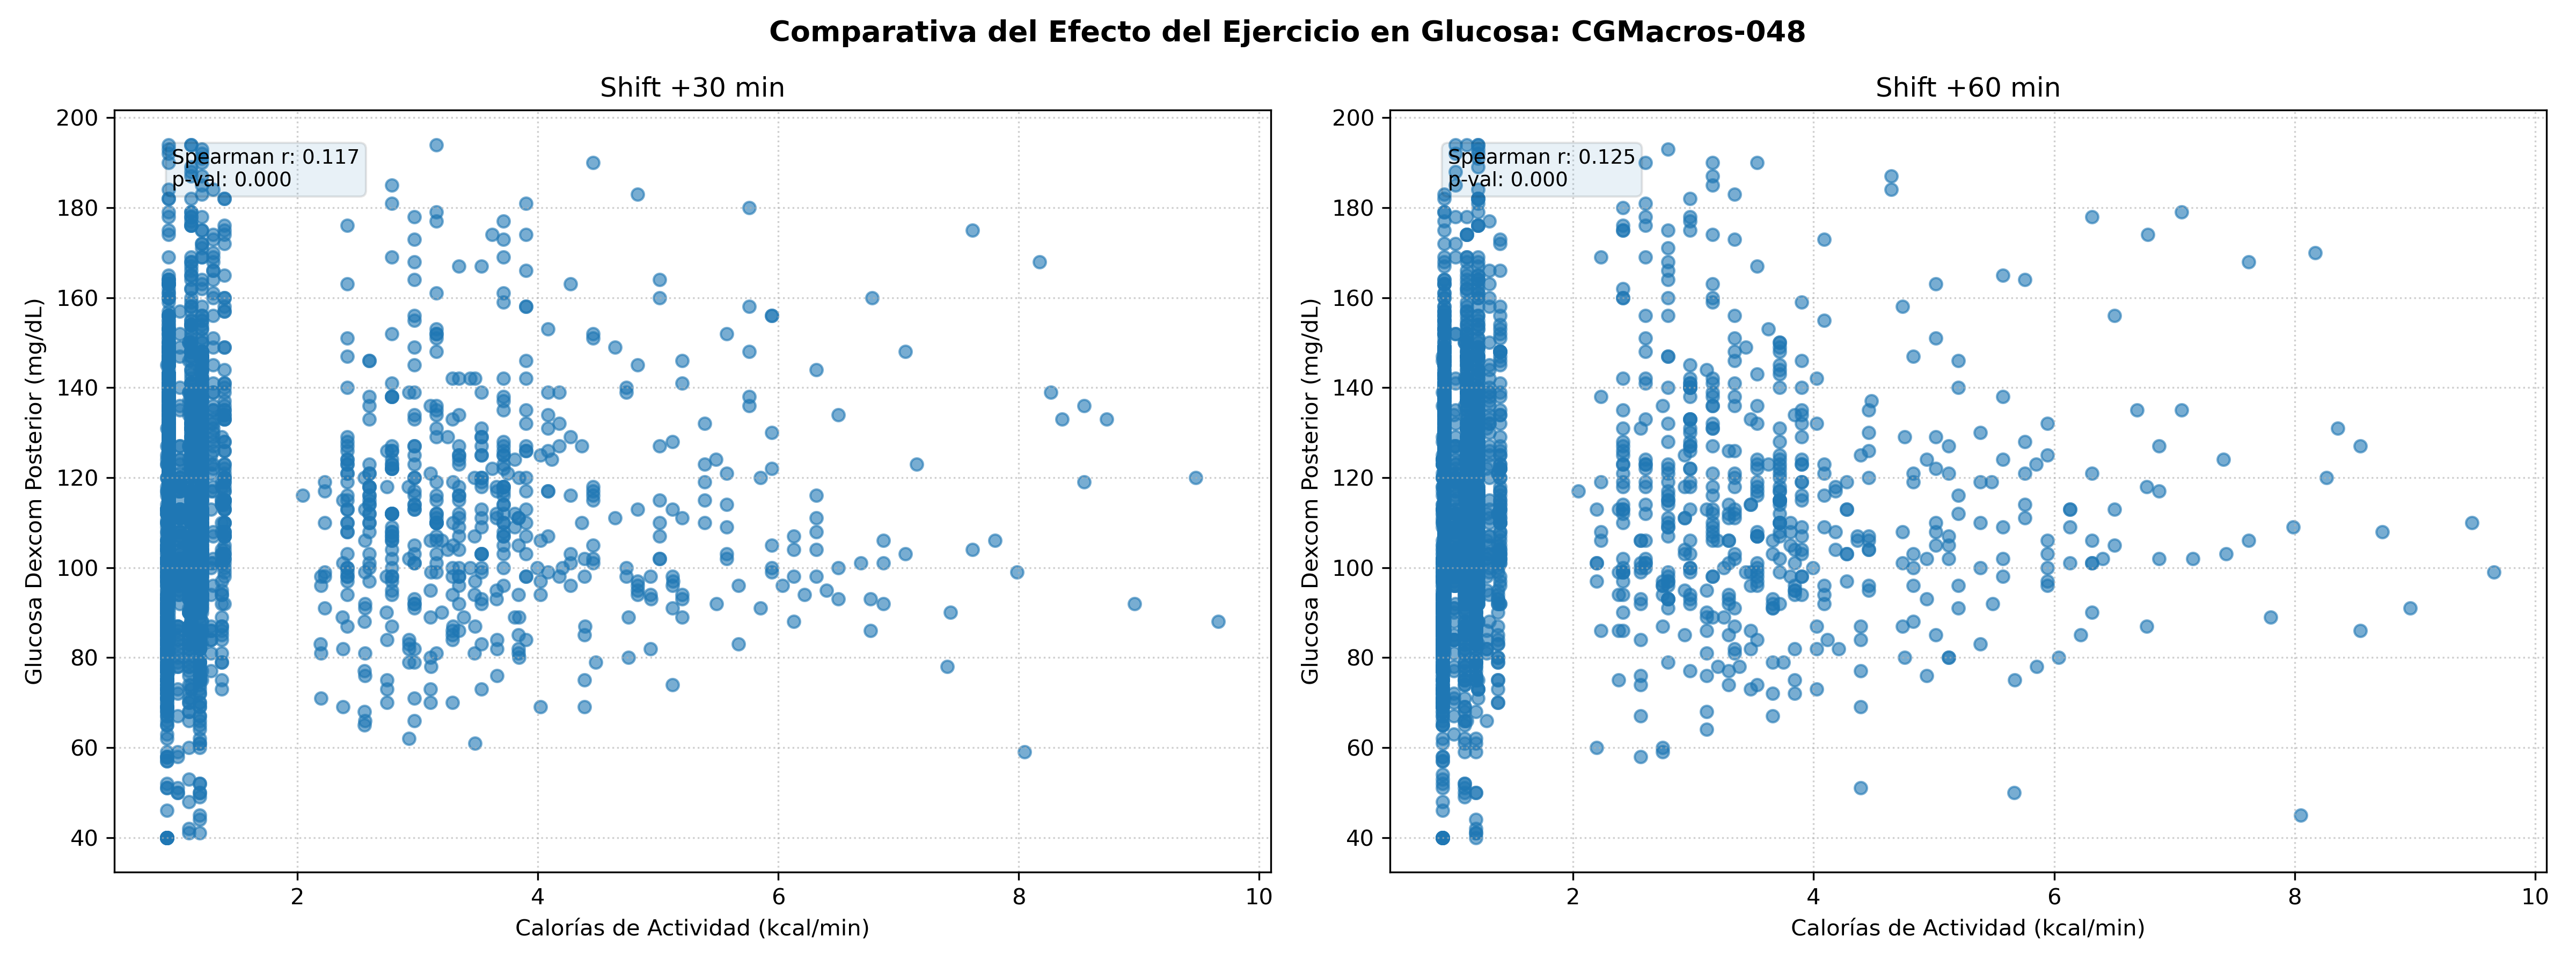 Comparativa del Efecto del Ejercicio en Glucosa: CGMacros-048
Shift +30 min
200
180
160
140
120
100
80
60
40
Glucosa Dexcom Posterior (mg/dL)
Spearman r: 0.117
p-val: 0.000
2
4
6
8
10
Calorías de Actividad (kcal/min)
Shift +60 min
200
180
160
140
120
100
80
60
40
Glucosa Dexcom Posterior (mg/dL)
Spearman r: 0.125
p-val: 0.000
2
4
6
8
10
Calorías de Actividad (kcal/min)